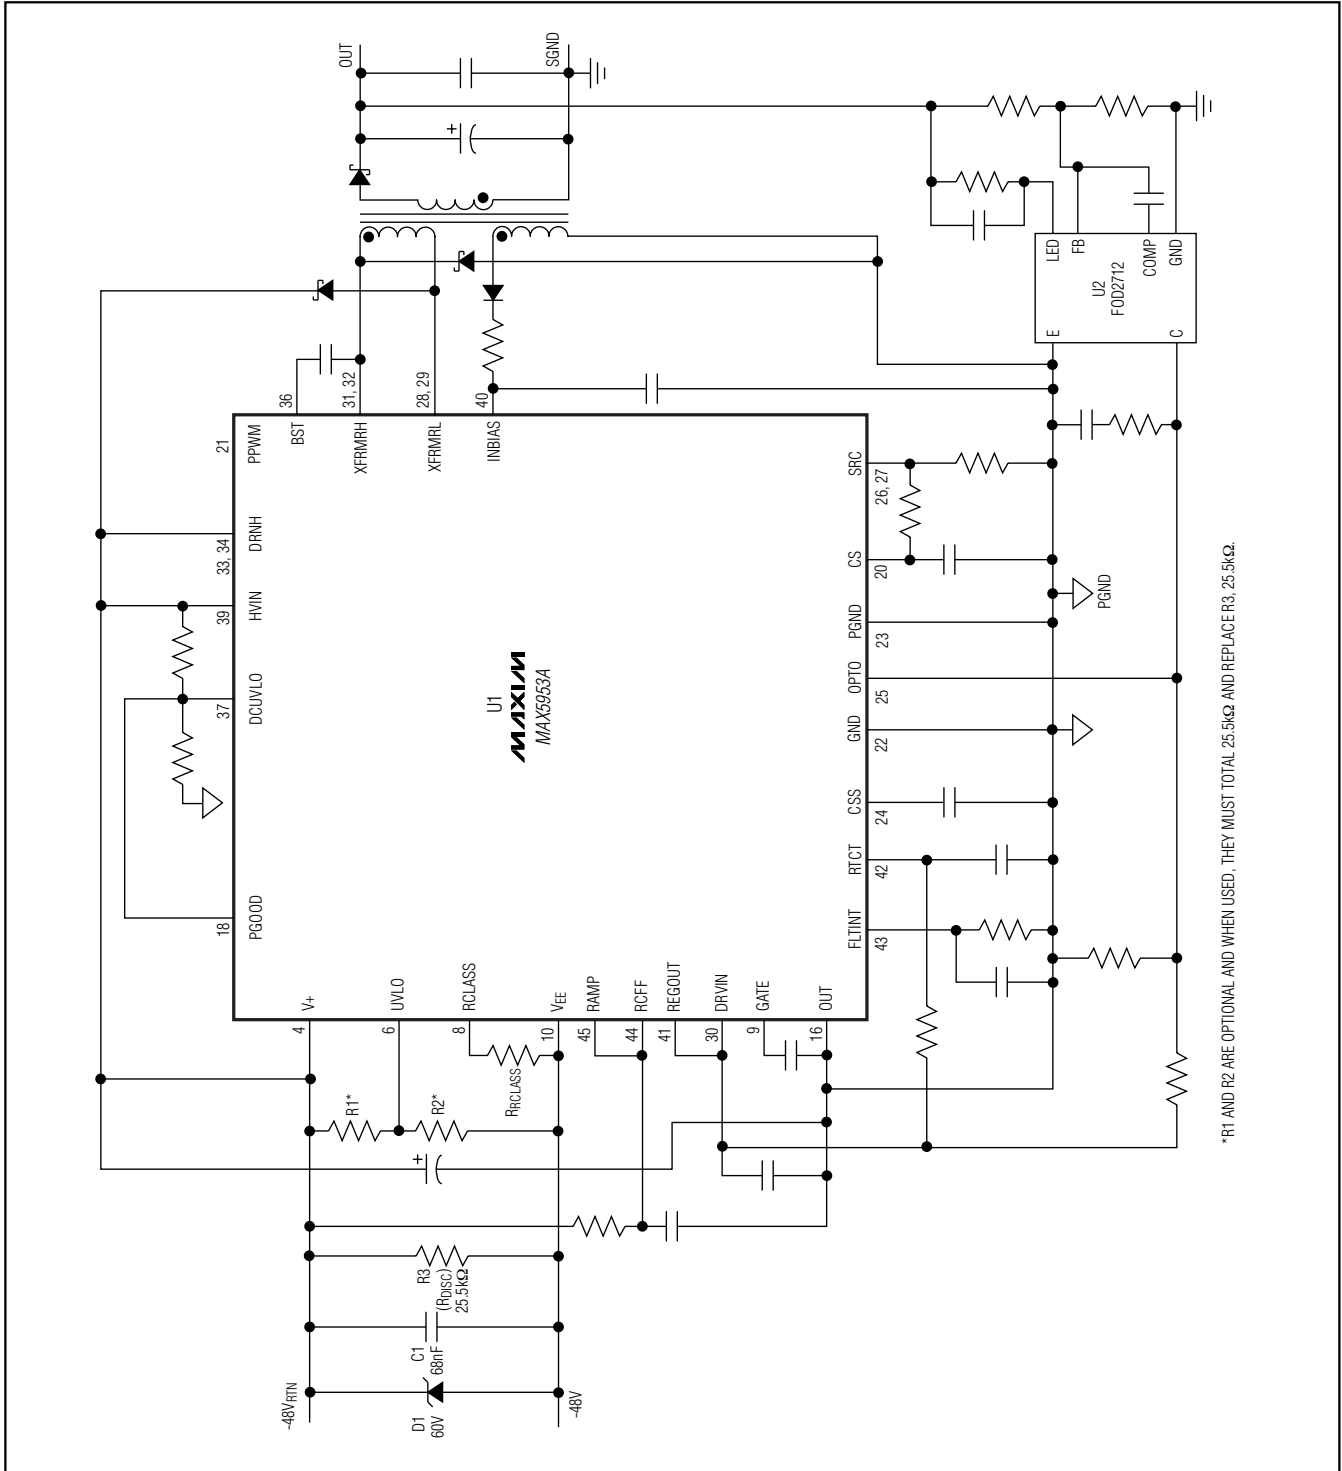 -48VRTN
D1
60V
-48V
C1
68nF
R3
(RDISC)
25.5kΩ
R1*
R2*
RRCLASS
4
V+
6
UVLO
8
RCLASS
10
VEE
45
RAMP
44
RCFF
41
REGOUT
30
DRVIN
9
GATE
16
OUT
18
PGOOD
37
DCUVLO
39
HVIN
33, 34
DRNH
21
PPWM
U1
MAXIM
MAX5953A
36
BST
31, 32
XFRMRH
28, 29
XFRMRL
40
INBIAS
FLTINT
43
RTCT
42
CSS
24
GND
22
OPTO
25
PGND
23
CS
20
SRC
26, 27
PGND
OUT
SGND
U2
FOD2712
LED
FB
COMP
GND
E
C
*R1 AND R2 ARE OPTIONAL AND WHEN USED, THEY MUST TOTAL 25.5kΩ AND REPLACE R3, 25.5kΩ.